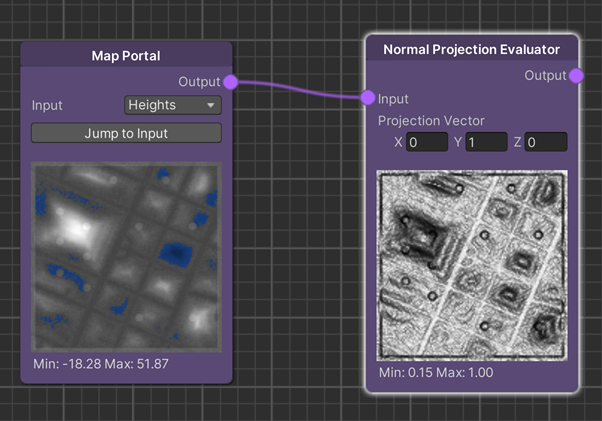 Map Portal
Output
Input Heights
Jump to Input
Min: -18.28 Max: 51.87
Normal Projection Evaluator
Output
Input
Projection Vector
X 0 Y 1 Z 0
Min: 0.15 Max: 1.00